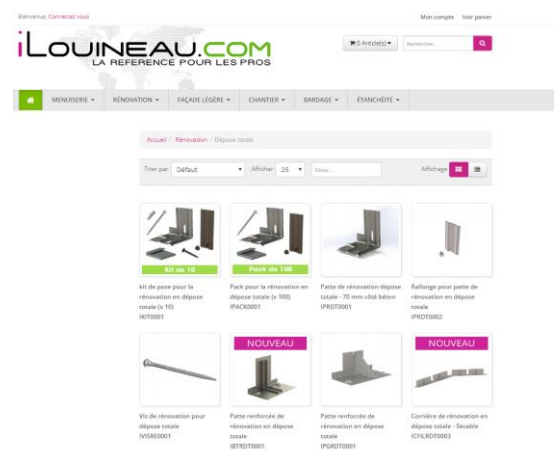 Bienvenue, Connectez vous
Mon compte Voir panier
iLOUINEAU.COM
LA REFERENCE POUR LES PROS
0 Article(s)
Rechercher...
MENUISERIE RÉNOVATION FAÇADE LÉGÈRE CHANTIER BARDAGE ÉTANCHÉITÉ
Accueil / Rénovation / Dépose totale
Trier par Défaut Afficher 25 Filtrer... Affichage
Kit de 10
Pack de 100
kit de pose pour la
rénovation en dépose
totale (x 10)
IKIT0001
Pack pour la rénovation en
dépose totale (x 100)
IPACK0001
Patte de rénovation dépose
totale - 70 mm côté béton
IPRDT0001
Rallonge pour patte de
rénovation en dépose
totale
IPRDT0002
NOUVEAU
NOUVEAU
Vis de rénovation pour
dépose totale
IVISRE0001
Patte renforcée de
rénovation en dépose
totale
IBTRDT0001
Patte renforcée de
rénovation en dépose
totale
IPGRDT0001
Cornière de rénovation en
dépose totale - Sécable
ICFILRDT0003